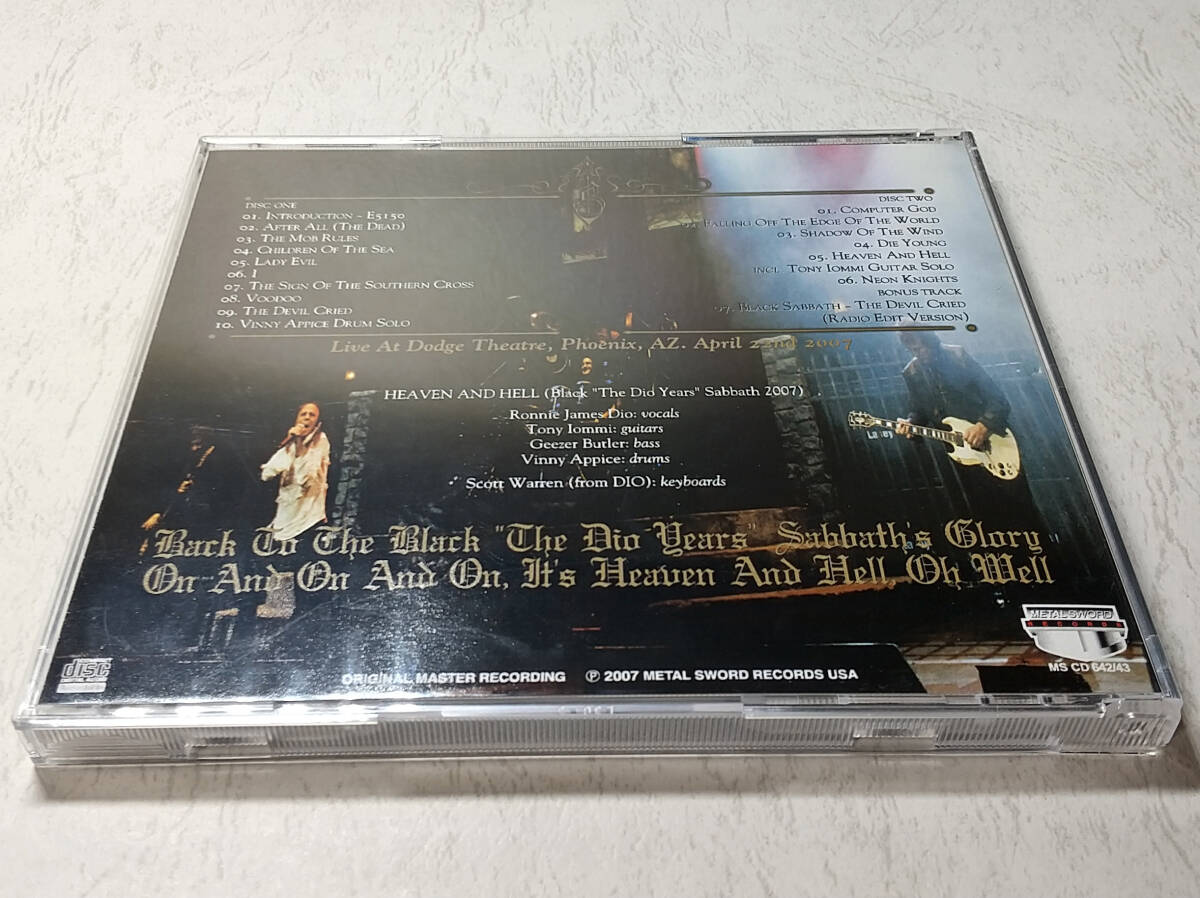 DISC ONE
01. INTRODUCTION - E5150
02. AFTER ALL (THE DEAD)
03. THE MOB RULES
04. CHILDREN OF THE SEA
05. LADY EVIL
06. I
07. THE SIGN OF THE SOUTHERN CROSS
08. VOODOO
09. THE DEVIL CRIED
10. VINNY APPICE DRUM SOLO
DISC TWO
01. COMPUTER GOD
02. FALLING OFF THE EDGE OF THE WORLD
03. SHADOW OF THE WIND
04. DIE YOUNG
05. HEAVEN AND HELL
INCL. TONY IOMMI GUITAR SOLO
06. NEON KNIGHTS
BONUS TRACK
07. BLACK SABBATH - THE DEVIL CRIED
(RADIO EDIT VERSION)
Live At Dodge Theatre, Phoenix, AZ. April 22nd 2007
HEAVEN AND HELL (Black "The Dio Years" Sabbath 2007)
Ronnie James Dio: vocals
Tony Iommi: guitars
Geezer Butler: bass
Vinny Appice: drums
Scott Warren (from DIO): keyboards
Laney
Back To The Black "The Dio Years" Sabbath's Glory
On And On And On, It's Heaven And Hell, Oh Well
METAL SWORD
RECORDS
MS CD 642/43
disc
ORIGINAL MASTER RECORDING ℗ 2007 METAL SWORD RECORDS USA